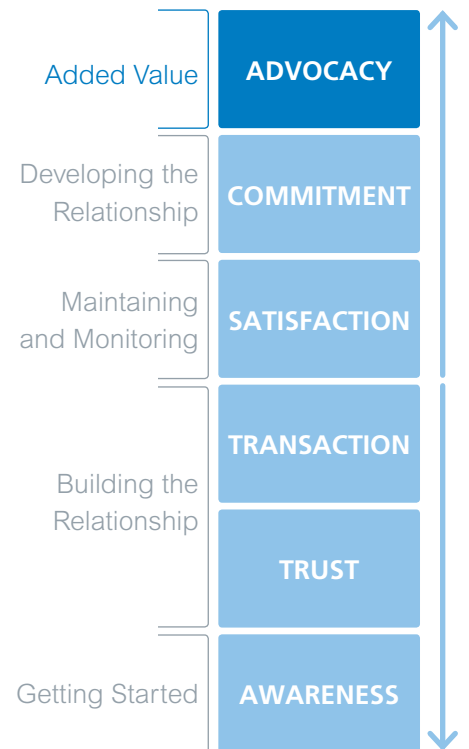 Added Value
ADVOCACY
Developing the
Relationship
COMMITMENT
Maintaining
and Monitoring
SATISFACTION
TRANSACTION
Building the
Relationship
TRUST
Getting Started
AWARENESS